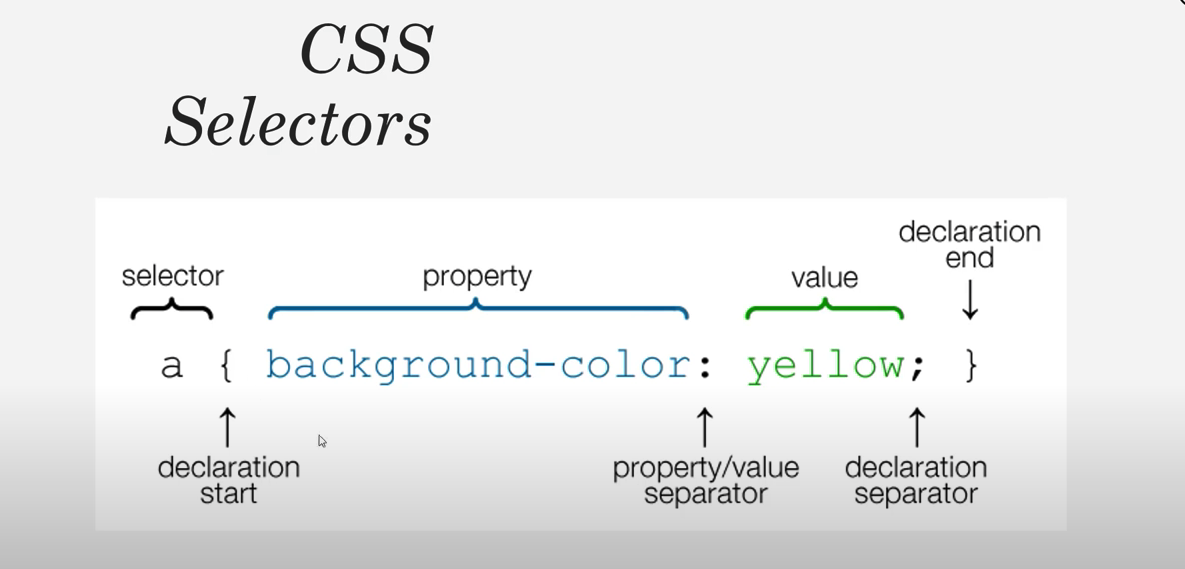 CSS
Selectors
declaration
end
selector
property
value
a { background-color: yellow; }
declaration
start
property/value
separator
declaration
separator